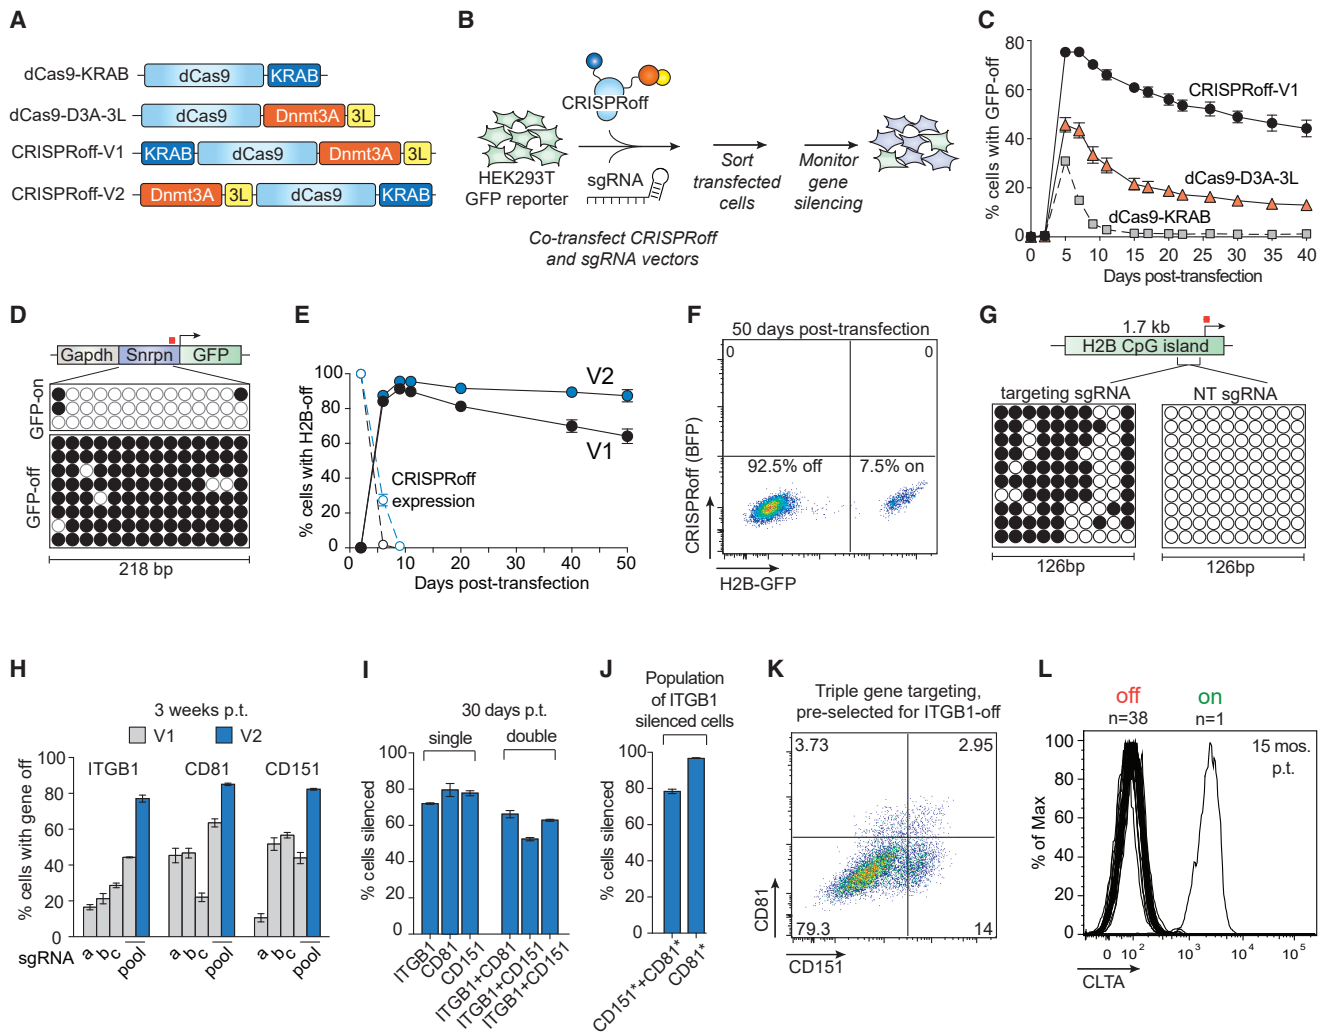 A
dCas9-KRAB
dCas9
KRAB
dCas9-D3A-3L
dCas9
Dnmt3A
3L
CRISPRoff-V1
KRAB
dCas9
Dnmt3A
3L
CRISPRoff-V2
Dnmt3A
3L
dCas9
KRAB
B
CRISPRoff
HEK293T
GFP reporter
sgRNA
Sort
transfected
cells
Monitor
gene
silencing
Co-transfect CRISPRoff
and sgRNA vectors
C
% cells with GFP-off
80
60
40
20
0
CRISPRoff-V1
dCas9-D3A-3L
dCas9-KRAB
0 5 10 15 20 25 30 35 40
Days post-transfection
D
Gapdh
Snrpn
GFP
GFP-on
GFP-off
218 bp
E
% cells with H2B-off
100
80
60
40
20
0
V2
V1
CRISPRoff
expression
0 10 20 30 40 50
Days post-transfection
F
50 days post-transfection
0
0
92.5% off
7.5% on
CRISPRoff (BFP)
H2B-GFP
G
1.7 kb
H2B CpG island
targeting sgRNA
NT sgRNA
126bp
126bp
H
3 weeks p.t.
V1
V2
% cells with gene off
100
80
60
40
20
0
ITGB1
CD81
CD151
sgRNA
a b c pool
a b c pool
a b c pool
I
30 days p.t.
single
double
% cells silenced
100
80
60
40
20
0
ITGB1
CD81
CD151
ITGB1+CD81
ITGB1+CD151
ITGB1+CD151
J
Population
of ITGB1
silenced cells
% cells silenced
100
80
60
40
20
0
CD151*+CD81*
CD81*
K
Triple gene targeting,
pre-selected for ITGB1-off
3.73
2.95
79.3
14
CD81
CD151
L
off
n=38
on
n=1
15 mos.
p.t.
% of Max
100
80
60
40
20
0
0 10² 10³ 10⁴ 10⁵
CLTA